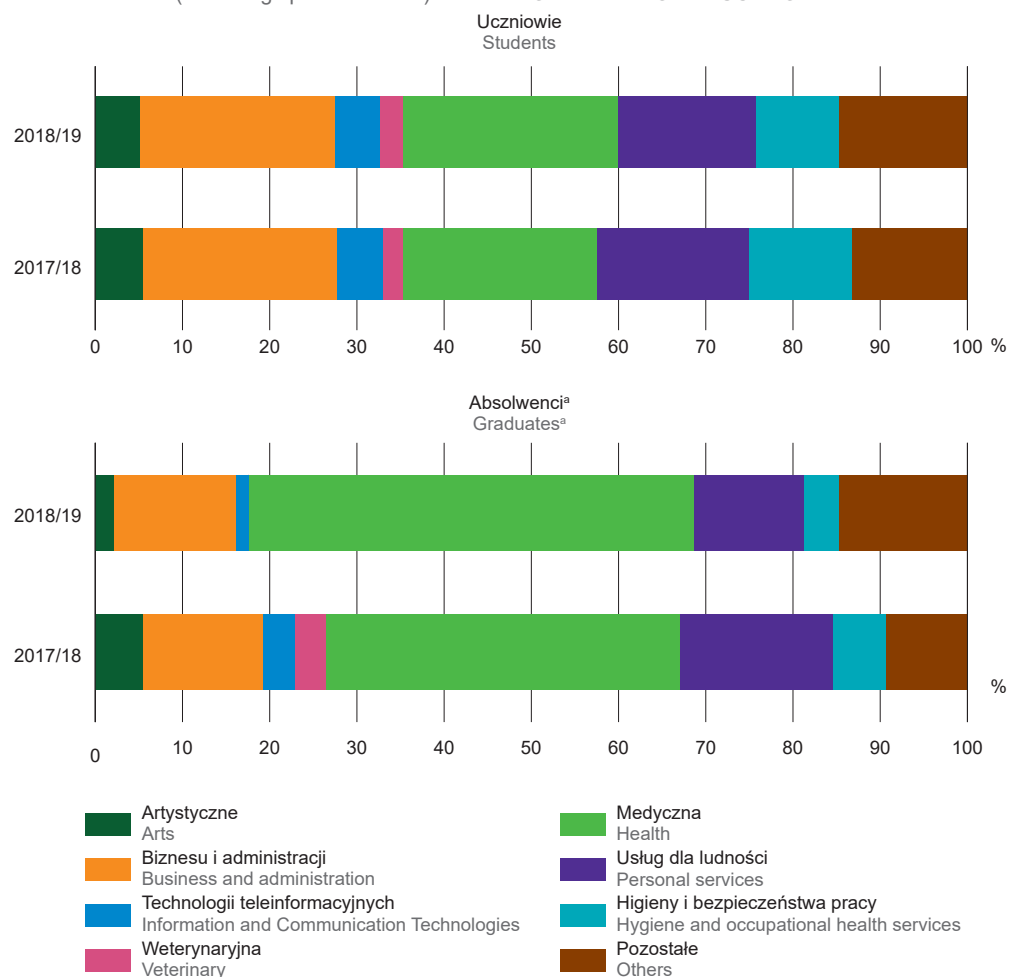 Uczniowie
Students
2018/19
2017/18
0 10 20 30 40 50 60 70 80 90 100 %
Absolwenciᵃ
Graduatesᵃ
2018/19
2017/18
%
0 10 20 30 40 50 60 70 80 90 100
Artystyczne
Arts
Biznesu i administracji
Business and administration
Technologii teleinformacyjnych
Information and Communication Technologies
Weterynaryjna
Veterinary
Medyczna
Health
Usług dla ludności
Personal services
Higieny i bezpieczeństwa pracy
Hygiene and occupational health services
Pozostałe
Others